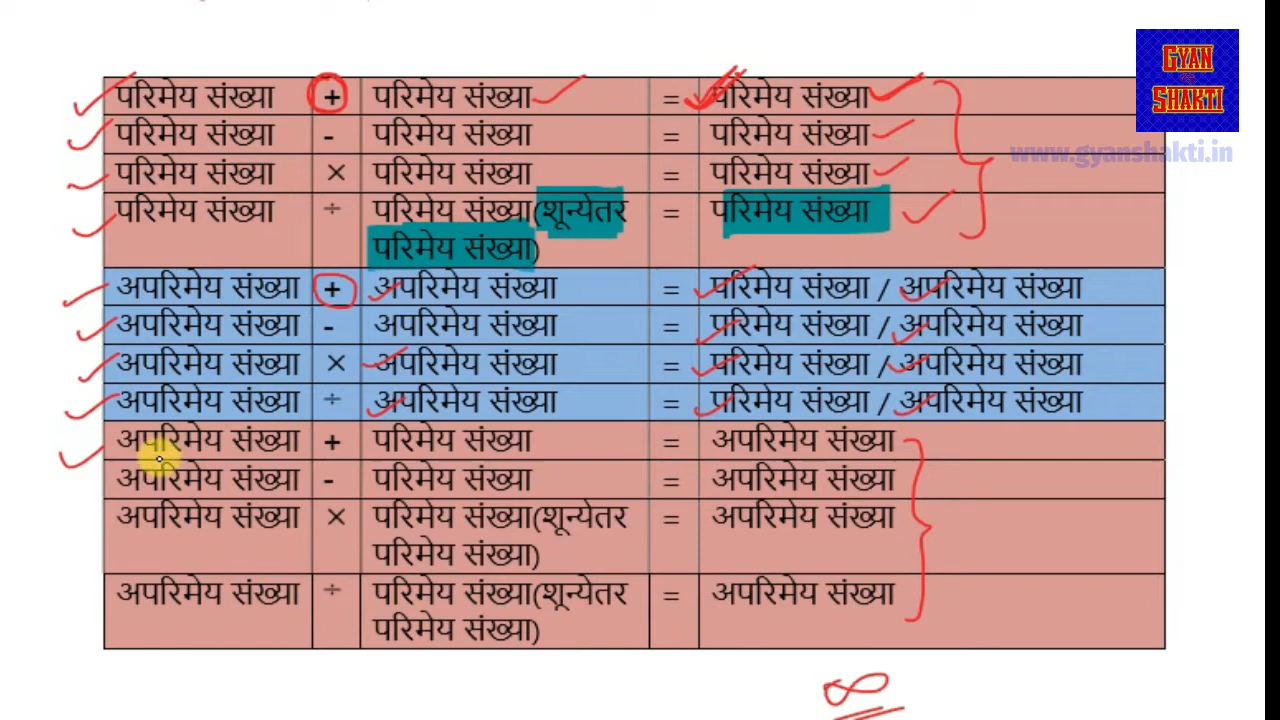 GYAN
SHAKTI
www.gyanshakti.in
परिमेय संख्या + परिमेय संख्या = परिमेय संख्या
परिमेय संख्या - परिमेय संख्या = परिमेय संख्या
परिमेय संख्या × परिमेय संख्या = परिमेय संख्या
परिमेय संख्या ÷ परिमेय संख्या(शून्येतर = परिमेय संख्या
परिमेय संख्या)
अपरिमेय संख्या + अपरिमेय संख्या = परिमेय संख्या / अपरिमेय संख्या
अपरिमेय संख्या - अपरिमेय संख्या = परिमेय संख्या / अपरिमेय संख्या
अपरिमेय संख्या × अपरिमेय संख्या = परिमेय संख्या / अपरिमेय संख्या
अपरिमेय संख्या ÷ अपरिमेय संख्या = परिमेय संख्या / अपरिमेय संख्या
अपरिमेय संख्या + परिमेय संख्या = अपरिमेय संख्या
अपरिमेय संख्या - परिमेय संख्या = अपरिमेय संख्या
अपरिमेय संख्या × परिमेय संख्या(शून्येतर = अपरिमेय संख्या
परिमेय संख्या)
अपरिमेय संख्या ÷ परिमेय संख्या(शून्येतर = अपरिमेय संख्या
परिमेय संख्या)
∞